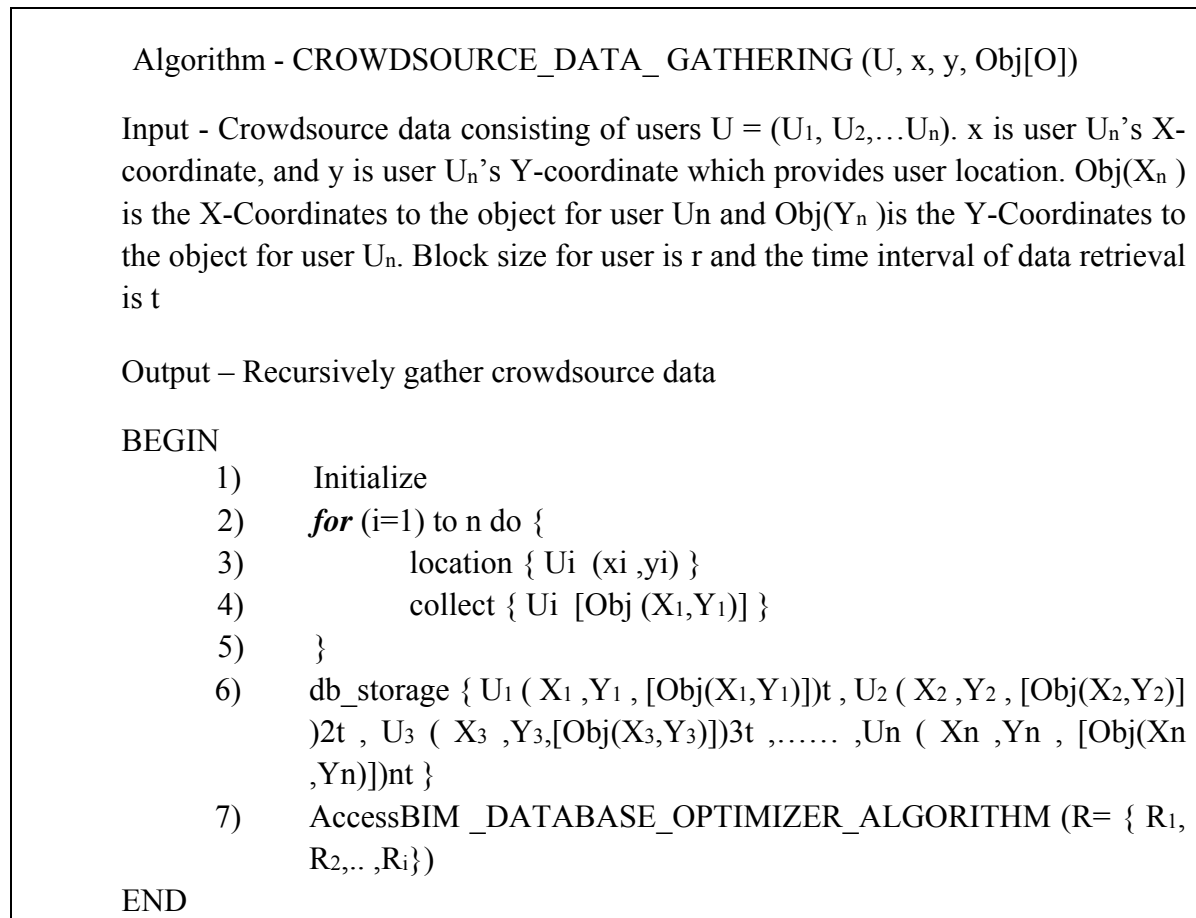 Algorithm - CROWDSOURCE_DATA_ GATHERING (U, x, y, Obj[O])
Input - Crowdsource data consisting of users U = (U1, U2,…Un). x is user Un’s X-
coordinate, and y is user Un’s Y-coordinate which provides user location. Obj(Xn )
is the X-Coordinates to the object for user Un and Obj(Yn )is the Y-Coordinates to
the object for user Un. Block size for user is r and the time interval of data retrieval
is t
Output – Recursively gather crowdsource data
BEGIN
1) Initialize
2) for (i=1) to n do {
3) location { Ui (xi ,yi) }
4) collect { Ui [Obj (X1,Y1)] }
5) }
6) db_storage { U1 ( X1 ,Y1 , [Obj(X1,Y1)])t , U2 ( X2 ,Y2 , [Obj(X2,Y2)]
)2t , U3 ( X3 ,Y3,[Obj(X3,Y3)])3t ,…… ,Un ( Xn ,Yn , [Obj(Xn
,Yn)])nt }
7) AccessBIM _DATABASE_OPTIMIZER_ALGORITHM (R= { R1,
R2,.. ,Ri})
END